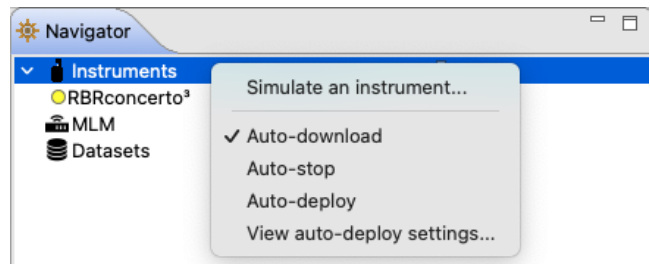 Navigator
Instruments
RBRconcerto³
MLM
Datasets
Simulate an instrument...
✓ Auto-download
Auto-stop
Auto-deploy
View auto-deploy settings...